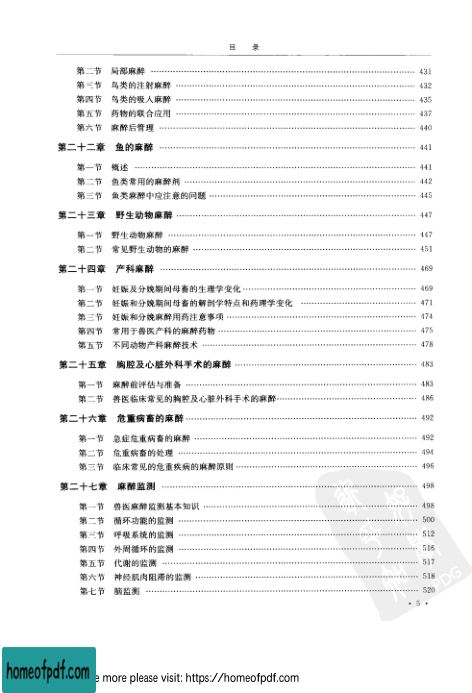 目 录
第二节 局部麻醉 431
第三节 鸟类的注射麻醉 432
第四节 鸟类的吸入麻醉 435
第五节 药物的联合应用 437
第六节 麻醉后管理 440
第二十二章 鱼的麻醉 441
第一节 概述 441
第二节 鱼类常用的麻醉剂 442
第三节 鱼类麻醉中应注意的问题 445
第二十三章 野生动物麻醉 447
第一节 野生动物麻醉 447
第二节 常见野生动物的麻醉 451
第二十四章 产科麻醉 469
第一节 妊娠及分娩期间母畜的生理学变化 469
第二节 妊娠和分娩期间母畜的解剖学特点和药理学变化 471
第三节 妊娠和分娩麻醉用药注意事项 474
第四节 常用于兽医产科的麻醉药物 475
第五节 不同动物产科麻醉技术 478
第二十五章 胸腔及心脏外科手术的麻醉 483
第一节 麻醉前评估与准备 483
第二节 兽医临床常见的胸腔及心脏外科手术的麻醉 486
第二十六章 危重病畜的麻醉 492
第一节 急症危重病畜的麻醉 492
第二节 危重病畜的处理 494
第三节 临床常见的危重疾病的麻醉原则 496
第二十七章 麻醉监测 498
第一节 兽医麻醉监测基本知识 498
第二节 循环功能的监测 500
第三节 呼吸系统的监测 512
第四节 外周循环的监测 516
第五节 代谢的监测 517
第六节 神经肌肉阻滞的监测 518
第七节 脑监测 520
· 5 ·
homeofpdf.com
e more please visit: https://homeofpdf.com